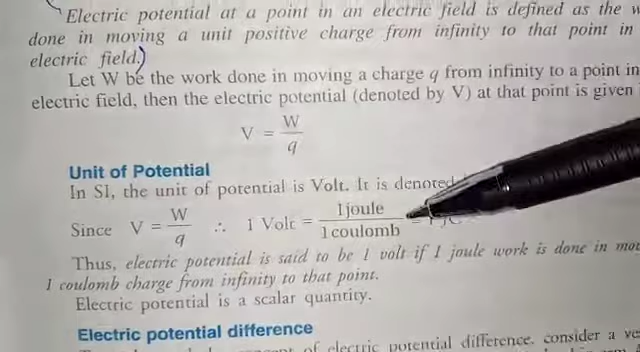 Electric potential at a point in an electric field is defined as the
done in moving a unit positive charge from infinity to that point in
electric field.)
Let W be the work done in moving a charge q from infinity to a point in
electric field, then the electric potential (denoted by V) at that point is given
V = W/q
Unit of Potential
In SI, the unit of potential is Volt. It is denoted
Since V = W/q ∴ 1 Volt = 1 joule/1 coulomb
Thus, electric potential is said to be 1 volt if 1 joule work is done in
1 coulomb charge from infinity to that point.
Electric potential is a scalar quantity.
Electric potential difference
of electric potential difference, consider a